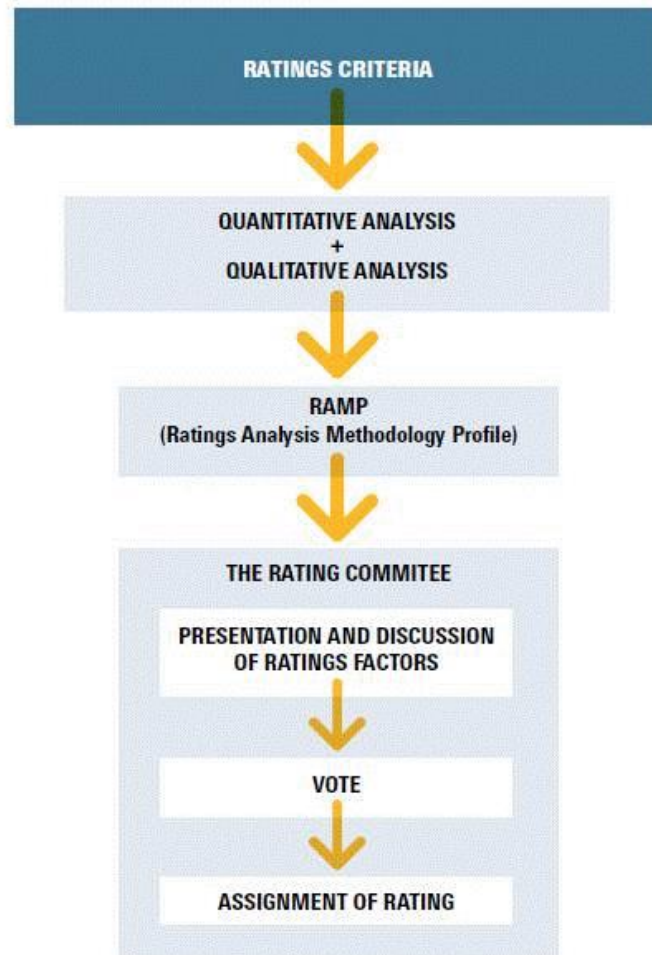 RATINGS CRITERIA
QUANTITATIVE ANALYSIS
+
QUALITATIVE ANALYSIS
RAMP
(Ratings Analysis Methodology Profile)
THE RATING COMMITEE
PRESENTATION AND DISCUSSION
OF RATINGS FACTORS
VOTE
ASSIGNMENT OF RATING